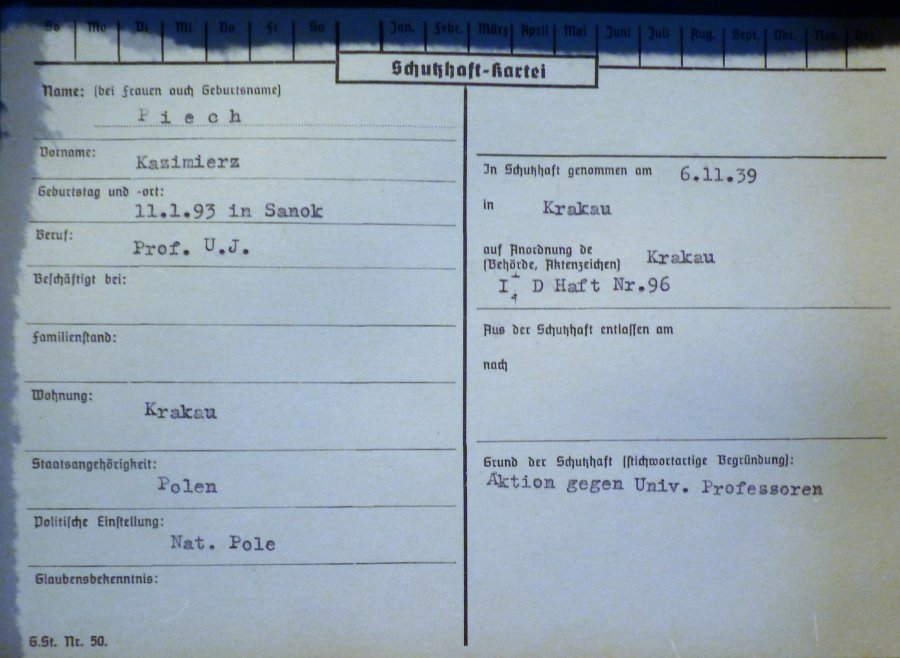 So Mo Di Mi Do Fr Sa Jan. Febr. März April Mai Juni Juli Aug. Sept. Okt. Nov. Dez.
Schutzhaft-Kartei
Name: (bei Frauen auch Geburtsname)
Piech
Vorname:
Kazimierz
Geburtstag und -ort:
11.1.93 in Sanok
Beruf:
Prof. U.J.
Beschäftigt bei:
Familienstand:
Wohnung:
Krakau
Staatsangehörigkeit:
Polen
Politische Einstellung:
Nat. Pole
Glaubensbekenntnis:
G.St. Nr. 50.
In Schutzhaft genommen am 6.11.39
in Krakau
auf Anordnung de
(Behörde, Aktenzeichen) Krakau
I D Haft Nr.96
Aus der Schutzhaft entlassen am
nach
Grund der Schutzhaft (stichwortartige Begründung):
Aktion gegen Univ. Professoren